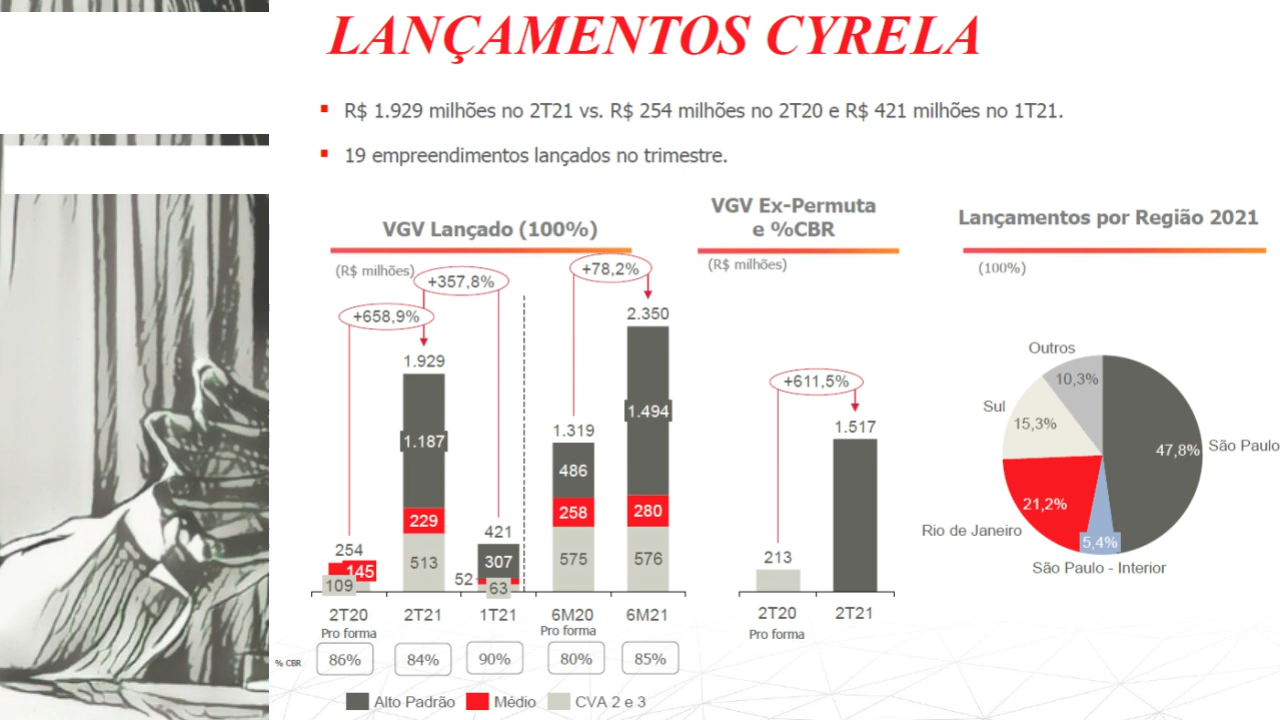 LANÇAMENTOS CYRELA
R$ 1.929 milhões no 2T21 vs. R$ 254 milhões no 2T20 e R$ 421 milhões no 1T21.
19 empreendimentos lançados no trimestre.
VGV Lançado (100%)
(R$ milhões)
+658,9%
+357,8%
+78,2%
254
145
109
1.929
1.187
229
513
421
307
52
63
1.319
486
258
575
2.350
1.494
280
576
2T20
Pro forma
2T21
1T21
6M20
Pro forma
6M21
% CBR
86%
84%
90%
80%
85%
Alto Padrão
Médio
CVA 2 e 3
VGV Ex-Permuta
e %CBR
(R$ milhões)
+611,5%
213
1.517
2T20
Pro forma
2T21
Lançamentos por Região 2021
(100%)
Outros
10,3%
Sul
15,3%
47,8%
São Paulo
21,2%
Rio de Janeiro
5,4%
São Paulo - Interior